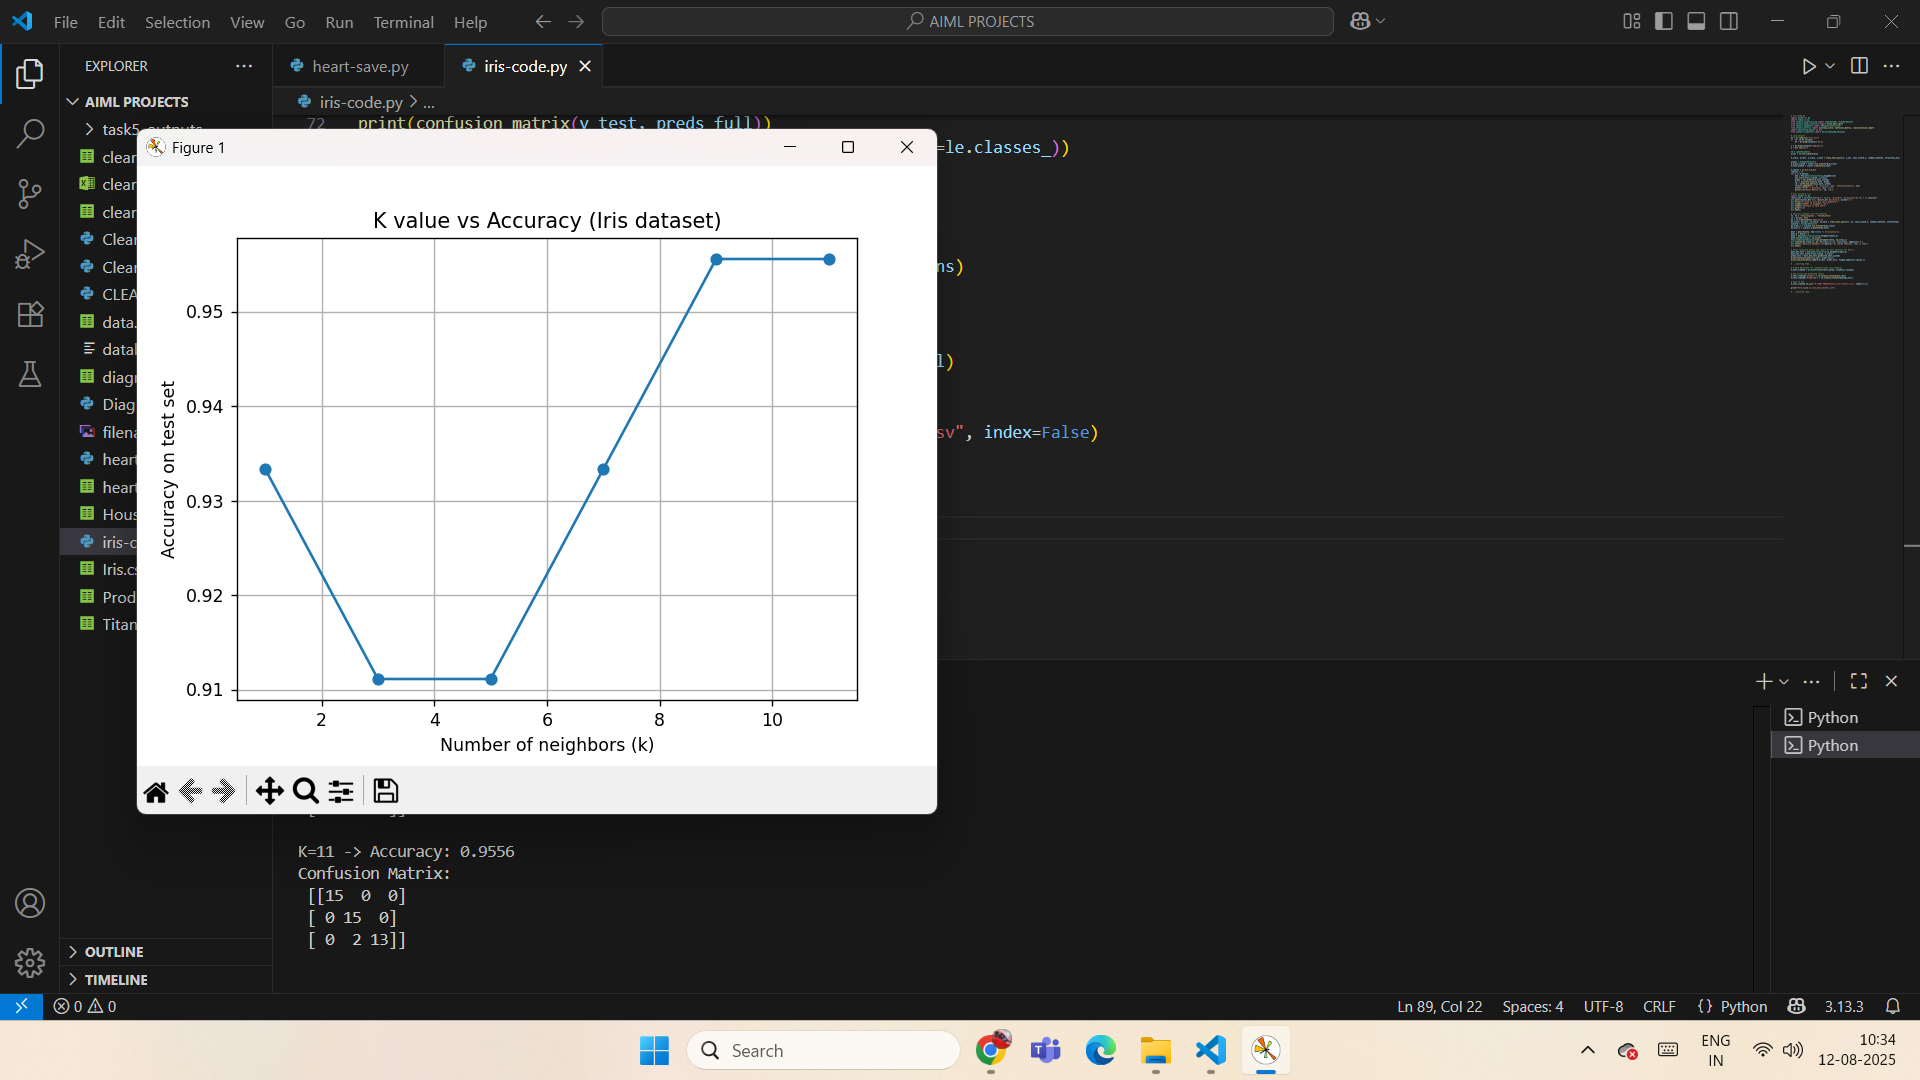 File Edit Selection View Go Run Terminal Help
AIML PROJECTS
EXPLORER
heart-save.py
iris-code.py
AIML PROJECTS
iris-code.py > ...
task5
clear
clear
clear
Clear
Clear
CLEA
data.
datal
diagr
Diag
filena
heart
heart
Hous
iris-c
Iris.cs
Prod
Titan
OUTLINE
TIMELINE
72 print(confusion_matrix(y_test, preds_full))
=le.classes_))
ns)
l)
sv", index=False)
Figure 1
K value vs Accuracy (Iris dataset)
Accuracy on test set
0.95
0.94
0.93
0.92
0.91
2 4 6 8 10
Number of neighbors (k)
K=11 -> Accuracy: 0.9556
Confusion Matrix:
[[15 0 0]
[ 0 15 0]
[ 0 2 13]]
Python
Python
0 0
Ln 89, Col 22 Spaces: 4 UTF-8 CRLF {} Python 3.13.3
Search
ENG
IN
10:34
12-08-2025